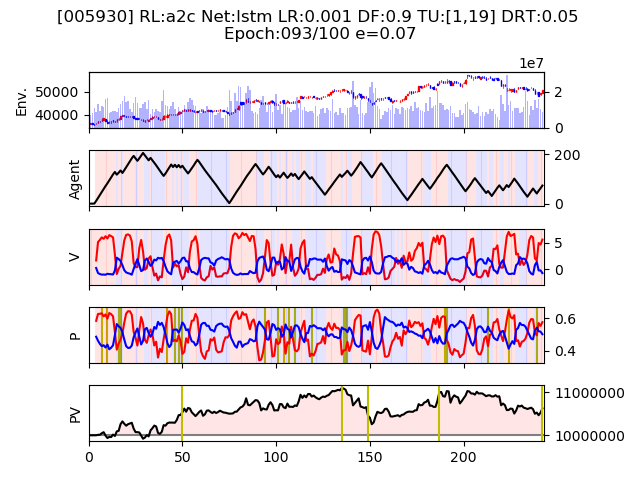 [005930] RL:a2c Net:lstm LR:0.001 DF:0.9 TU:[1,19] DRT:0.05
Epoch:093/100 e=0.07
1e7
Env.
50000
40000
2
0
Agent
200
0
V
5
0
P
0.6
0.4
PV
11000000
10000000
0
50
100
150
200